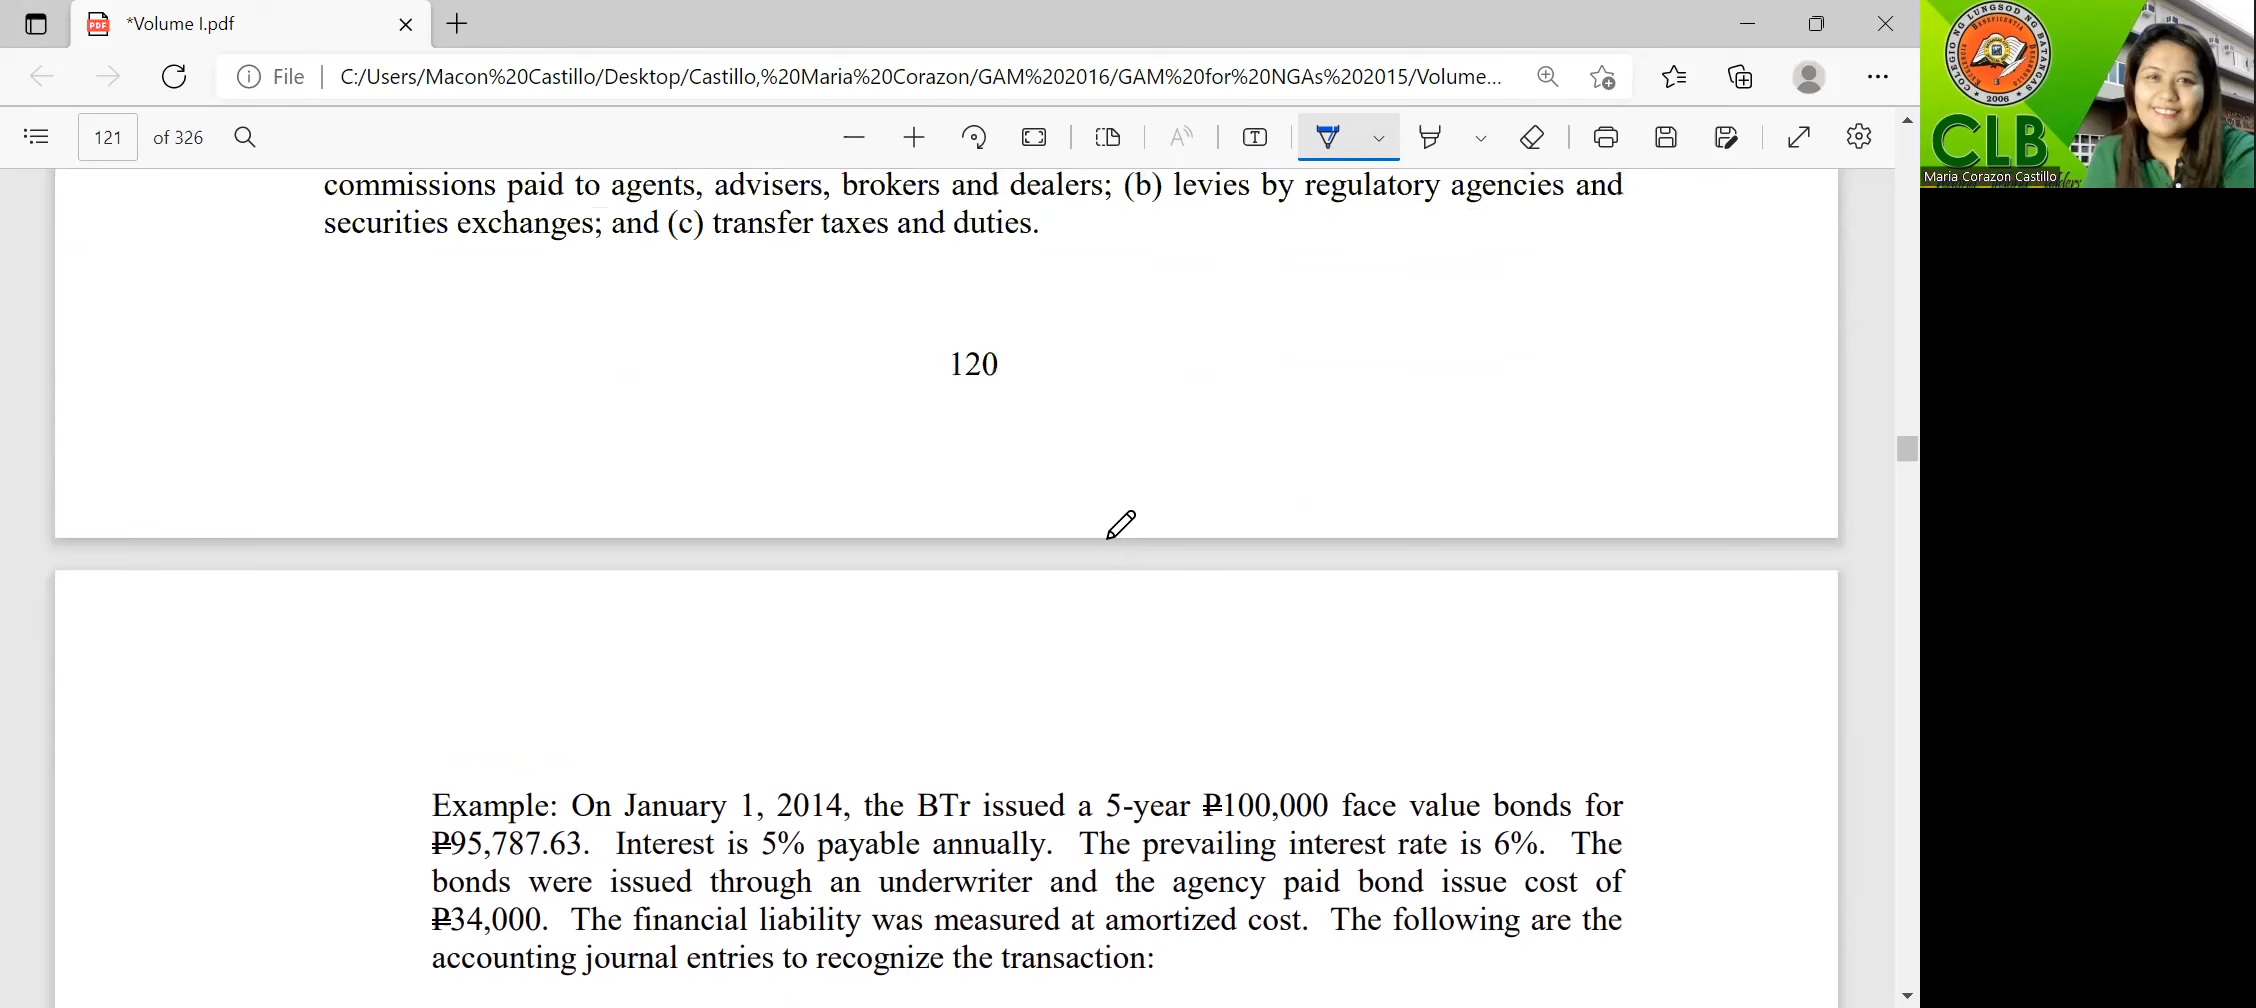 *Volume I.pdf
File
C:/Users/Macon%20Castillo/Desktop/Castillo,%20Maria%20Corazon/GAM%202016/GAM%20for%20NGAs%202015/Volume...
121 of 326
commissions paid to agents, advisers, brokers and dealers; (b) levies by regulatory agencies and
securities exchanges; and (c) transfer taxes and duties.
120
Example: On January 1, 2014, the BTr issued a 5-year ₱100,000 face value bonds for
₱95,787.63. Interest is 5% payable annually. The prevailing interest rate is 6%. The
bonds were issued through an underwriter and the agency paid bond issue cost of
₱34,000. The financial liability was measured at amortized cost. The following are the
accounting journal entries to recognize the transaction:
COLEGIO NG LUNGSOD NG BATANGAS
2006
CLB
Maria Corazon Castillo